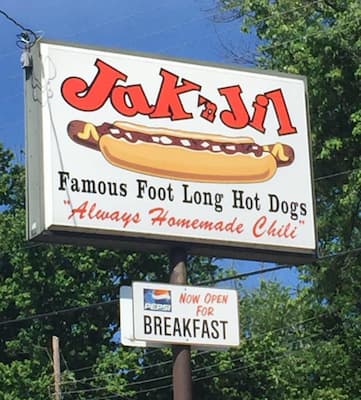 Jak 'n Jil
Famous Foot Long Hot Dogs
"Always Homemade Chili"
PEPSI
NOW OPEN
FOR
BREAKFAST